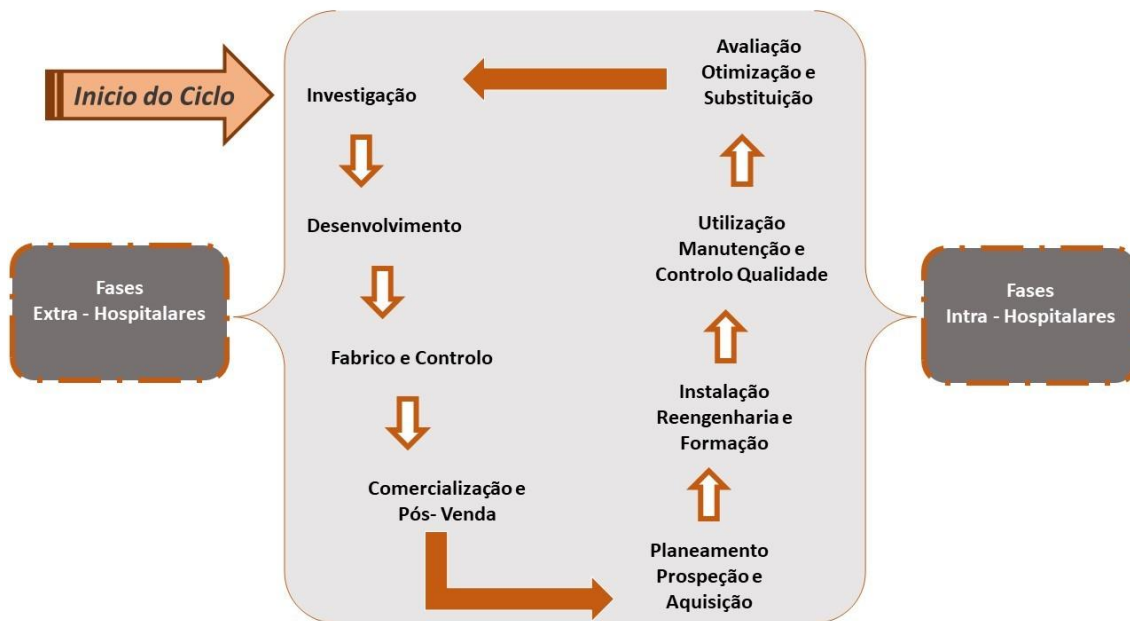 Inicio do Ciclo
Investigação
Desenvolvimento
Fabrico e Controlo
Comercialização e
Pós- Venda
Planeamento
Prospeção e
Aquisição
Instalação
Reengenharia e
Formação
Utilização
Manutenção e
Controlo Qualidade
Avaliação
Otimização e
Substituição
Fases
Extra - Hospitalares
Fases
Intra - Hospitalares